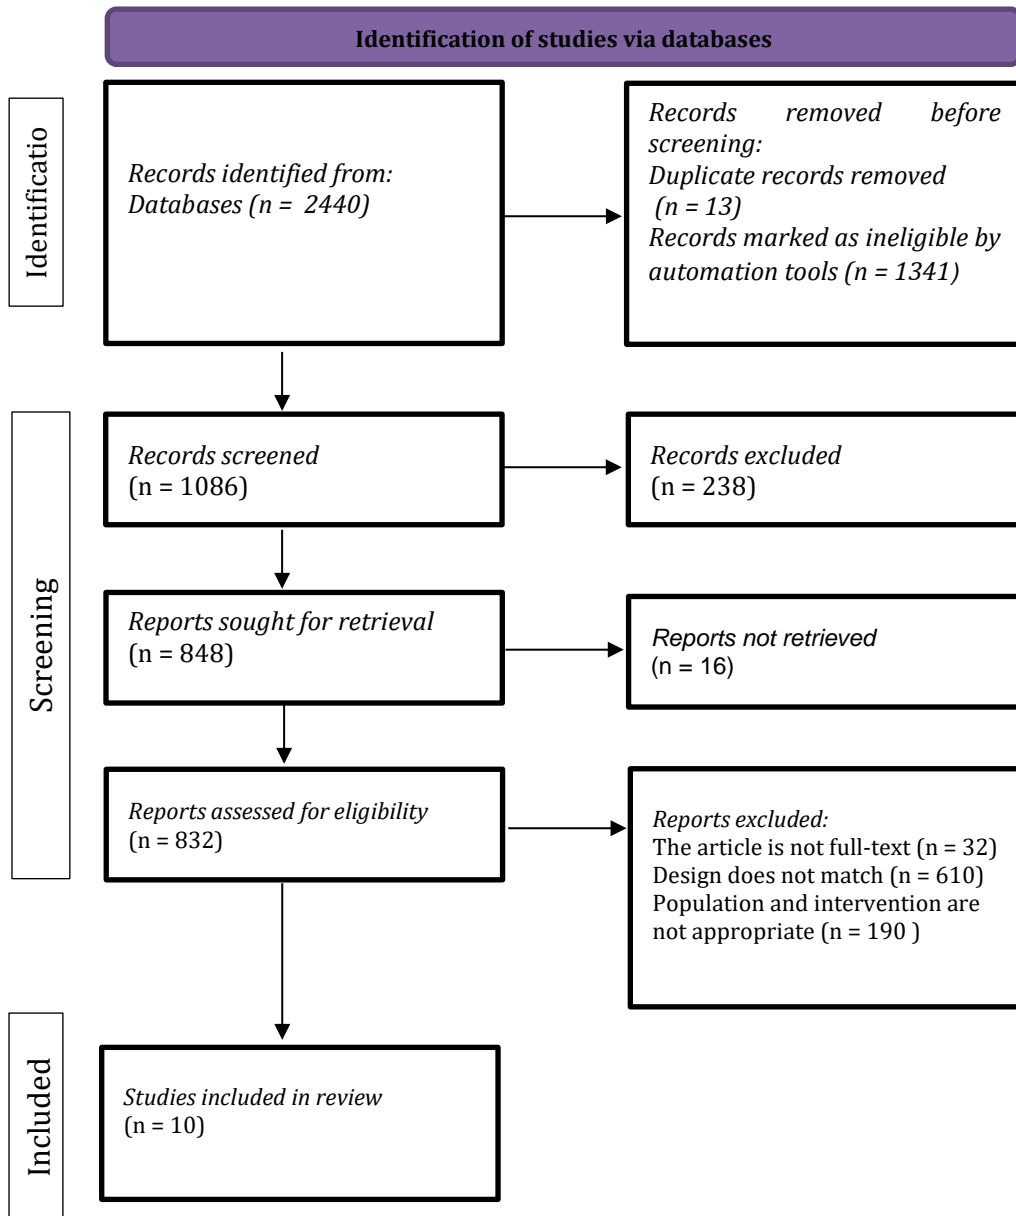 Identification of studies via databases
Identificatio
Records identified from:
Databases (n = 2440)
Records removed before
screening:
Duplicate records removed
(n = 13)
Records marked as ineligible by
automation tools (n = 1341)
Screening
Records screened
(n = 1086)
Records excluded
(n = 238)
Reports sought for retrieval
(n = 848)
Reports not retrieved
(n = 16)
Reports assessed for eligibility
(n = 832)
Reports excluded:
The article is not full-text (n = 32)
Design does not match (n = 610)
Population and intervention are
not appropriate (n = 190 )
Included
Studies included in review
(n = 10)